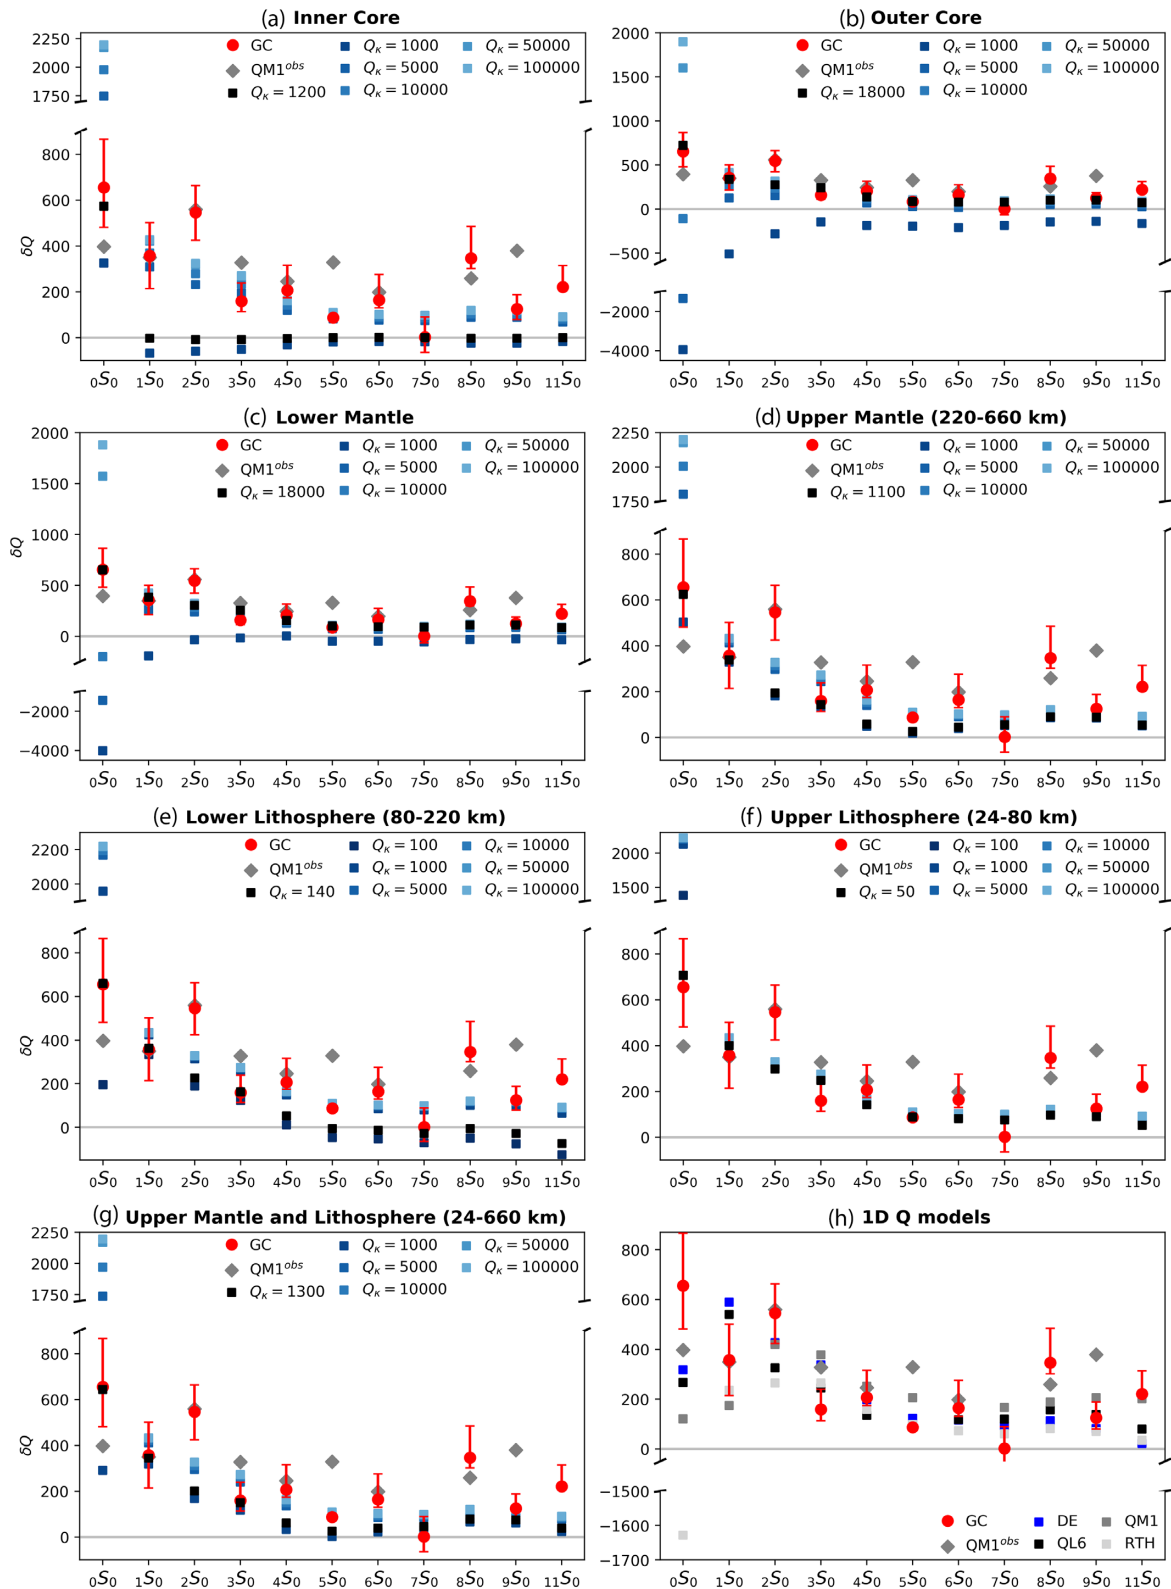 (a) Inner Core
2250
2000
1750
800
600
400
200
0
δQ
GC
QM1obs
Qκ = 1200
Qκ = 1000
Qκ = 5000
Qκ = 10000
Qκ = 50000
Qκ = 100000
0S0 1S0 2S0 3S0 4S0 5S0 6S0 7S0 8S0 9S0 11S0
(b) Outer Core
2000
1500
1000
500
0
−500
−2000
−4000
GC
QM1obs
Qκ = 18000
Qκ = 1000
Qκ = 5000
Qκ = 10000
Qκ = 50000
Qκ = 100000
0S0 1S0 2S0 3S0 4S0 5S0 6S0 7S0 8S0 9S0 11S0
(c) Lower Mantle
2000
1500
1000
500
0
−2000
−4000
δQ
GC
QM1obs
Qκ = 18000
Qκ = 1000
Qκ = 5000
Qκ = 10000
Qκ = 50000
Qκ = 100000
0S0 1S0 2S0 3S0 4S0 5S0 6S0 7S0 8S0 9S0 11S0
(d) Upper Mantle (220-660 km)
2250
2000
1750
800
600
400
200
0
GC
QM1obs
Qκ = 1100
Qκ = 1000
Qκ = 5000
Qκ = 10000
Qκ = 50000
Qκ = 100000
0S0 1S0 2S0 3S0 4S0 5S0 6S0 7S0 8S0 9S0 11S0
(e) Lower Lithosphere (80-220 km)
2200
2000
800
600
400
200
0
δQ
GC
QM1obs
Qκ = 140
Qκ = 100
Qκ = 1000
Qκ = 5000
Qκ = 10000
Qκ = 50000
Qκ = 100000
0S0 1S0 2S0 3S0 4S0 5S0 6S0 7S0 8S0 9S0 11S0
(f) Upper Lithosphere (24-80 km)
2000
1500
800
600
400
200
0
GC
QM1obs
Qκ = 50
Qκ = 100
Qκ = 1000
Qκ = 5000
Qκ = 10000
Qκ = 50000
Qκ = 100000
0S0 1S0 2S0 3S0 4S0 5S0 6S0 7S0 8S0 9S0 11S0
(g) Upper Mantle and Lithosphere (24-660 km)
2250
2000
1750
800
600
400
200
0
δQ
GC
QM1obs
Qκ = 1300
Qκ = 1000
Qκ = 5000
Qκ = 10000
Qκ = 50000
Qκ = 100000
0S0 1S0 2S0 3S0 4S0 5S0 6S0 7S0 8S0 9S0 11S0
(h) 1D Q models
800
600
400
200
0
−1500
−1600
−1700
GC
QM1obs
DE
QL6
QM1
RTH
0S0 1S0 2S0 3S0 4S0 5S0 6S0 7S0 8S0 9S0 11S0